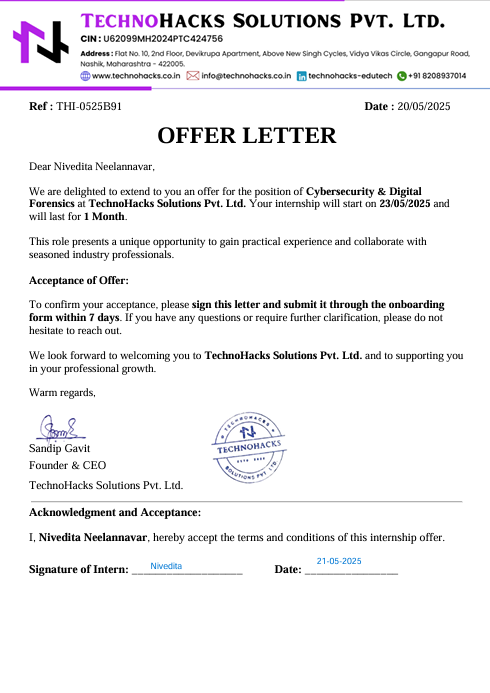 TECHNOHACKS SOLUTIONS PVT. LTD.
CIN : U62099MH2024PTC424756
Address : Flat No. 10, 2nd Floor, Devikrupa Apartment, Above New Singh Cycles, Vidya Vikas Circle, Gangapur Road,
Nashik, Maharashtra - 422005.
www.technohacks.co.in info@technohacks.co.in technohacks-edutech +91 8208937014
Ref : THI-0525B91 Date : 20/05/2025
OFFER LETTER
Dear Nivedita Neelannavar,
We are delighted to extend to you an offer for the position of Cybersecurity & Digital
Forensics at TechnoHacks Solutions Pvt. Ltd. Your internship will start on 23/05/2025 and
will last for 1 Month.
This role presents a unique opportunity to gain practical experience and collaborate with
seasoned industry professionals.
Acceptance of Offer:
To confirm your acceptance, please sign this letter and submit it through the onboarding
form within 7 days. If you have any questions or require further clarification, please do not
hesitate to reach out.
We look forward to welcoming you to TechnoHacks Solutions Pvt. Ltd. and to supporting you
in your professional growth.
Warm regards,
TECHNOHACKS
TECHNOHACKS
SOLUTIONS PVT. LTD.
Sandip Gavit
Founder & CEO
TechnoHacks Solutions Pvt. Ltd.
Acknowledgment and Acceptance:
I, Nivedita Neelannavar, hereby accept the terms and conditions of this internship offer.
Signature of Intern: Nivedita Date: 21-05-2025